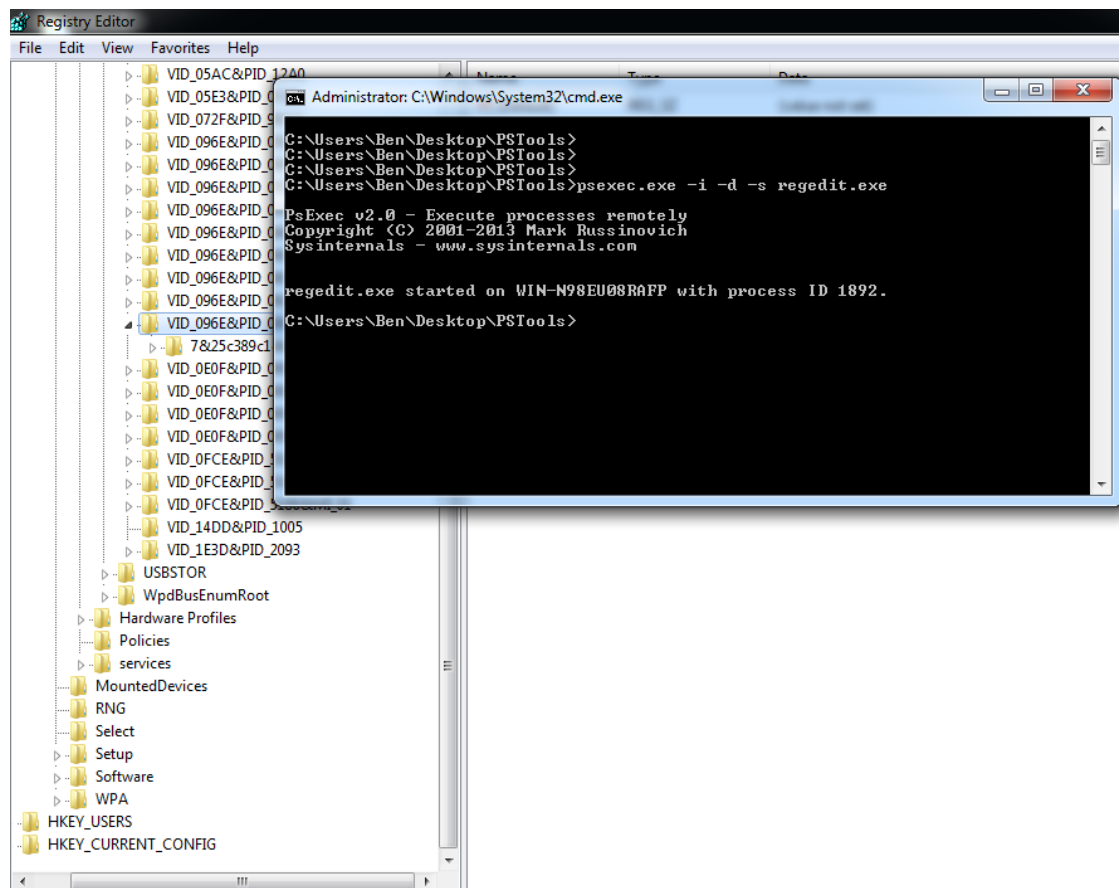 Registry Editor
File Edit View Favorites Help
VID_05AC&PID_12A0
Name Type Data
VID_05E3&PID_0
VID_072F&PID_9
VID_096E&PID_0
VID_096E&PID_0
VID_096E&PID_0
VID_096E&PID_0
VID_096E&PID_0
VID_096E&PID_0
VID_096E&PID_0
VID_096E&PID_0
VID_096E&PID_0
7&25c389c1
VID_0E0F&PID_0
VID_0E0F&PID_0
VID_0E0F&PID_0
VID_0E0F&PID_0
VID_0FCE&PID_5
VID_0FCE&PID_5
VID_0FCE&PID_
VID_14DD&PID_1005
VID_1E3D&PID_2093
USBSTOR
WpdBusEnumRoot
Hardware Profiles
Policies
services
MountedDevices
RNG
Select
Setup
Software
WPA
HKEY_USERS
HKEY_CURRENT_CONFIG
Administrator: C:\Windows\System32\cmd.exe
C:\Users\Ben\Desktop\PSTools>
C:\Users\Ben\Desktop\PSTools>
C:\Users\Ben\Desktop\PSTools>
C:\Users\Ben\Desktop\PSTools>psexec.exe -i -d -s regedit.exe
PsExec v2.0 - Execute processes remotely
Copyright (C) 2001-2013 Mark Russinovich
Sysinternals - www.sysinternals.com
regedit.exe started on WIN-N98EU08RAFP with process ID 1892.
C:\Users\Ben\Desktop\PSTools>